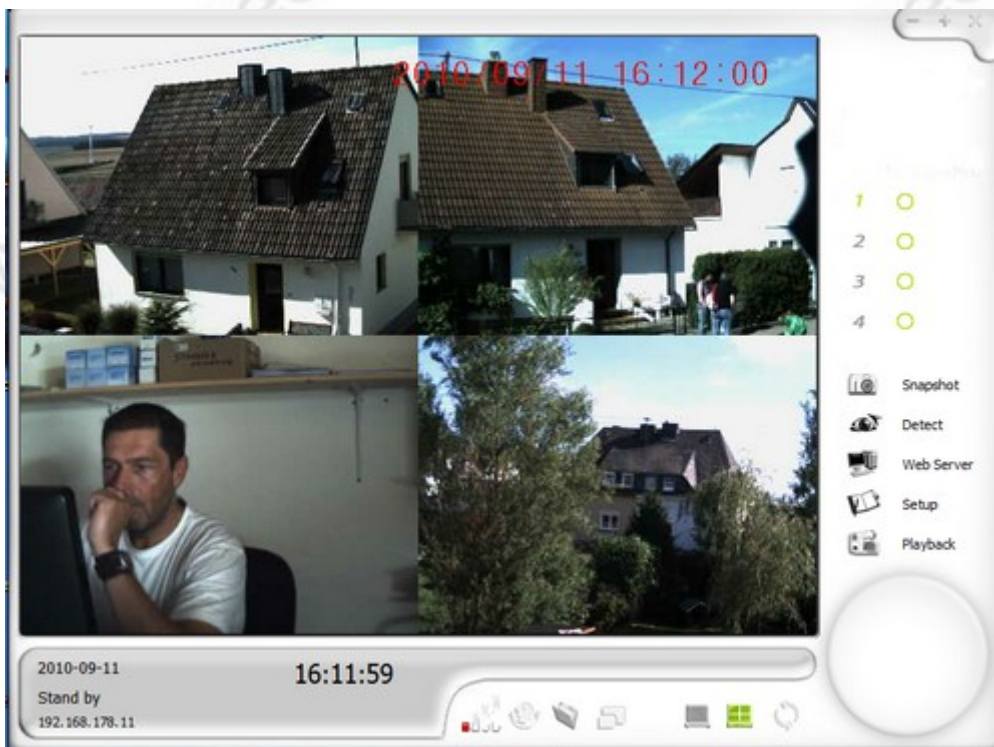 2010/09/11 16:12:00
1
2
3
4
Snapshot
Detect
Web Server
Setup
Playback
2010-09-11
16:11:59
Stand by
192.168.178.11